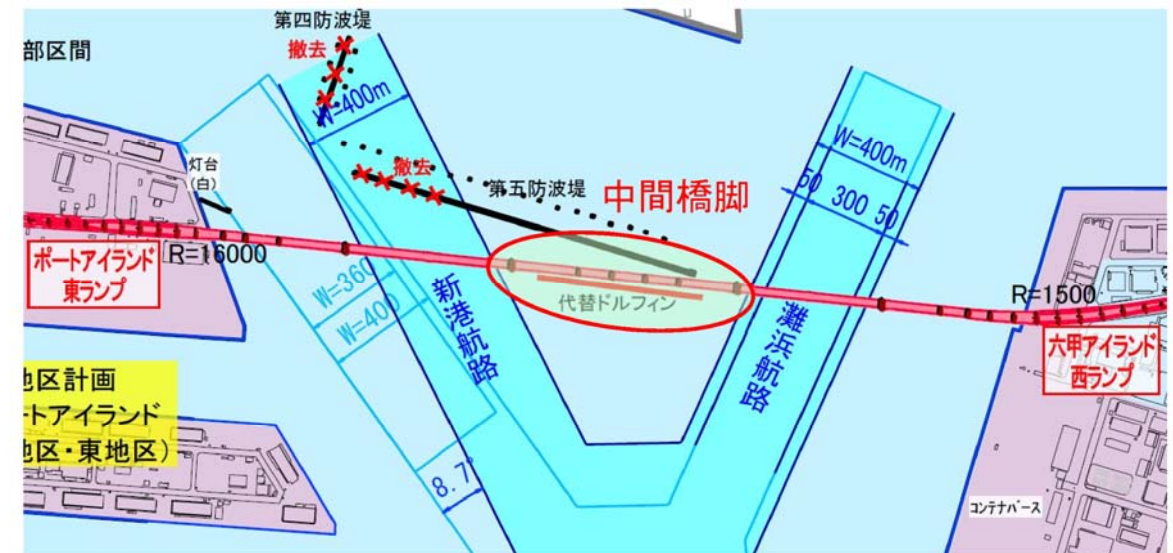 第四防波堤
撤去
部区間
W=400m
灯台
(白)
撤去
第五防波堤
中間橋脚
W=400m
50 300 50
ポートアイランド
東ランプ
R=16000
W=360
W=400
新港航路
代替ドルフィン
灘浜航路
R=1500
六甲アイランド
西ランプ
地区計画
ートアイランド
地区・東地区)
8.7°
コンテナバース